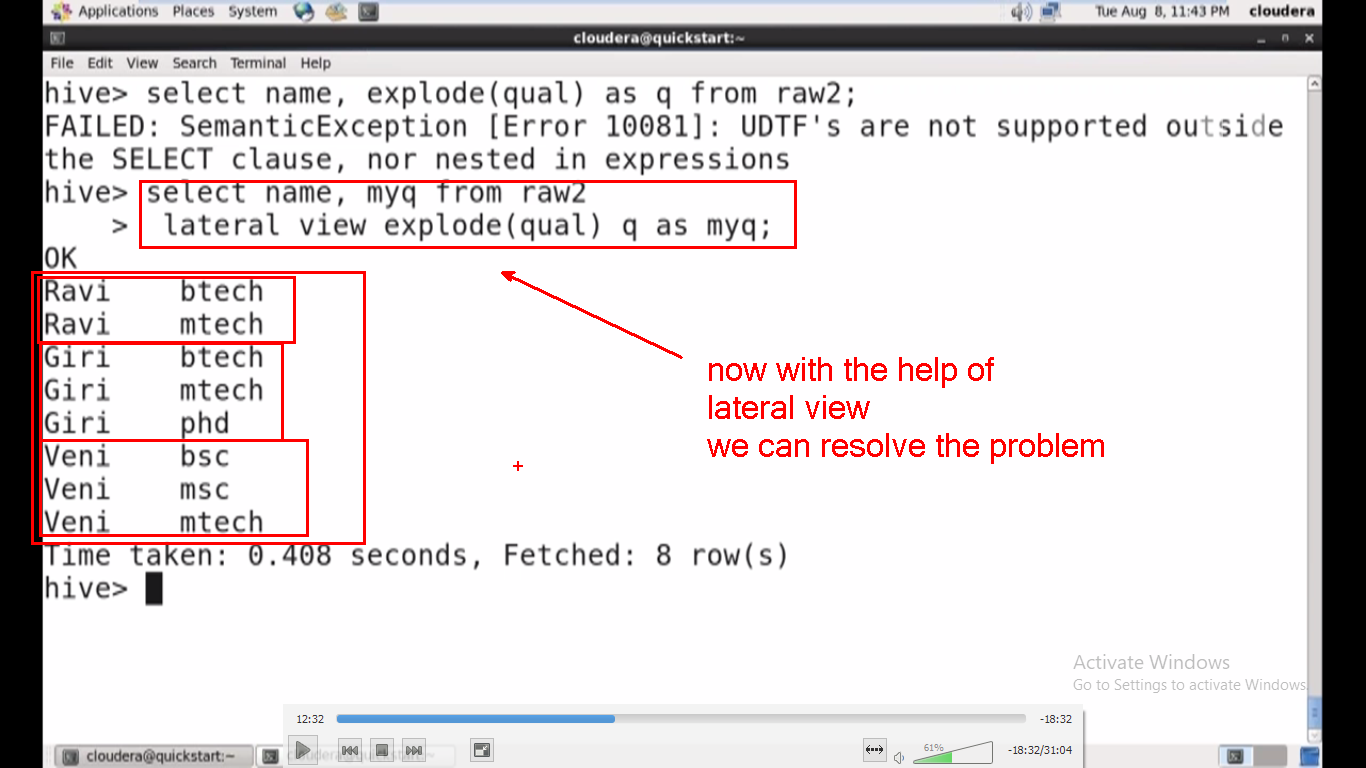 Applications Places System Tue Aug 8, 11:43 PM cloudera
cloudera@quickstart:~
File Edit View Search Terminal Help
hive> select name, explode(qual) as q from raw2;
FAILED: SemanticException [Error 10081]: UDTF's are not supported outside
the SELECT clause, nor nested in expressions
hive> select name, myq from raw2
> lateral view explode(qual) q as myq;
OK
Ravi btech
Ravi mtech
Giri btech
Giri mtech
Giri phd
Veni bsc
Veni msc
Veni mtech
Time taken: 0.408 seconds, Fetched: 8 row(s)
hive>
now with the help of
lateral view
we can resolve the problem
Activate Windows
Go to Settings to activate Windows.
12:32 -18:32
61% -18:32/31:04
cloudera@quickstart:~ cloudera@quickstart:~